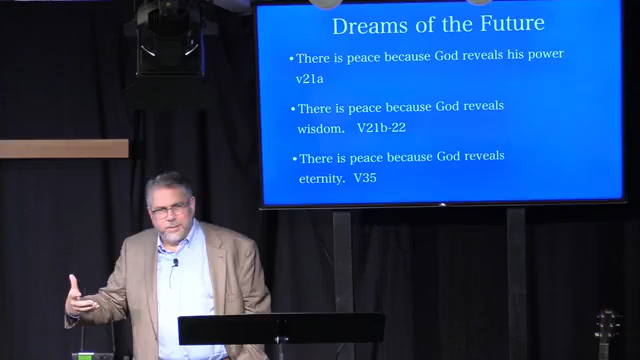 Dreams of the Future
• There is peace because God reveals his power
v21a
• There is peace because God reveals
wisdom. V21b-22
• There is peace because God reveals
eternity. V35